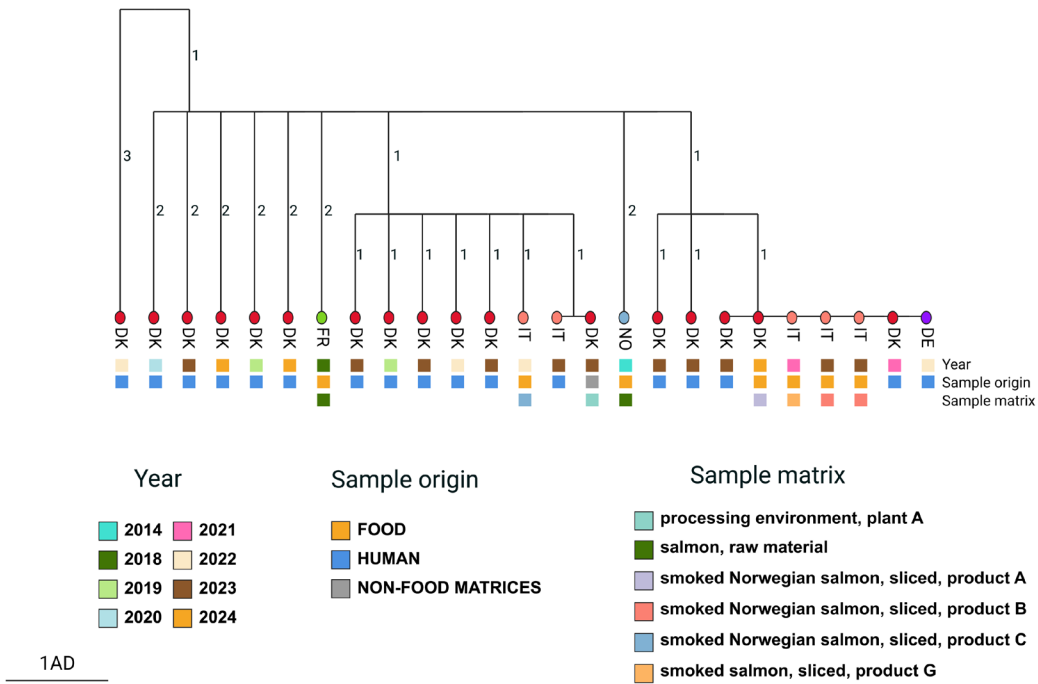 1
3
1
1
2
2
2
2
2
2
2
1
1
1
1
1
1
1
1
1
1
DK
DK
DK
DK
DK
DK
FR
DK
DK
DK
DK
DK
IT
IT
DK
NO
DK
DK
DK
DK
IT
IT
IT
DK
DE
Year
Sample origin
Sample matrix
Year
2014
2018
2019
2020
2021
2022
2023
2024
Sample origin
FOOD
HUMAN
NON-FOOD MATRICES
Sample matrix
processing environment, plant A
salmon, raw material
smoked Norwegian salmon, sliced, product A
smoked Norwegian salmon, sliced, product B
smoked Norwegian salmon, sliced, product C
smoked salmon, sliced, product G
1AD